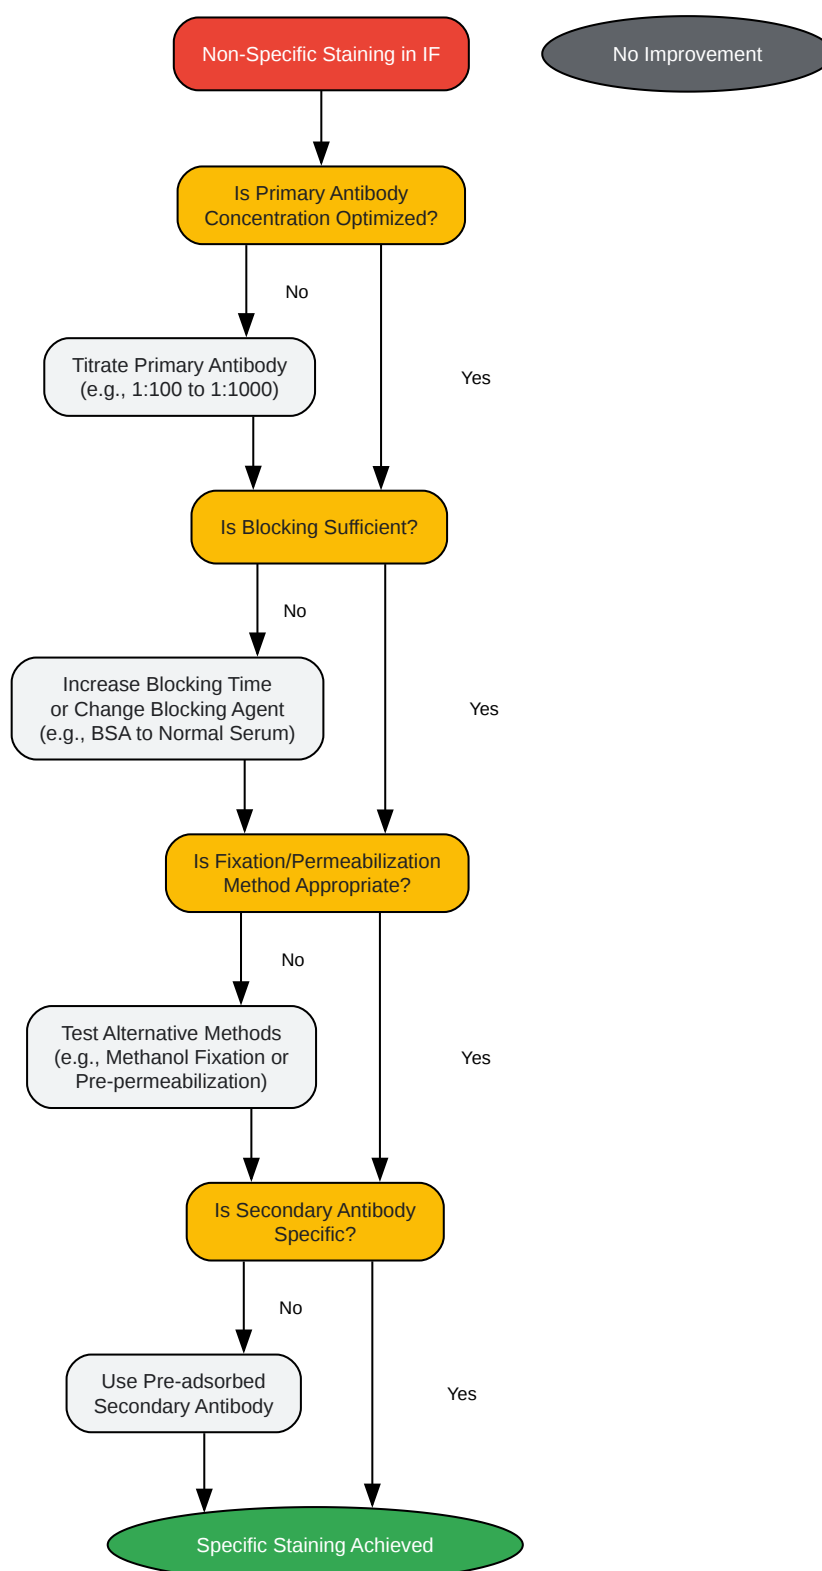 Non-Specific Staining in IF
No Improvement
Is Primary Antibody
Concentration Optimized?
No
Titrate Primary Antibody
(e.g., 1:100 to 1:1000)
Yes
Is Blocking Sufficient?
No
Increase Blocking Time
or Change Blocking Agent
(e.g., BSA to Normal Serum)
Yes
Is Fixation/Permeabilization
Method Appropriate?
No
Test Alternative Methods
(e.g., Methanol Fixation or
Pre-permeabilization)
Yes
Is Secondary Antibody
Specific?
No
Use Pre-adsorbed
Secondary Antibody
Yes
Specific Staining Achieved